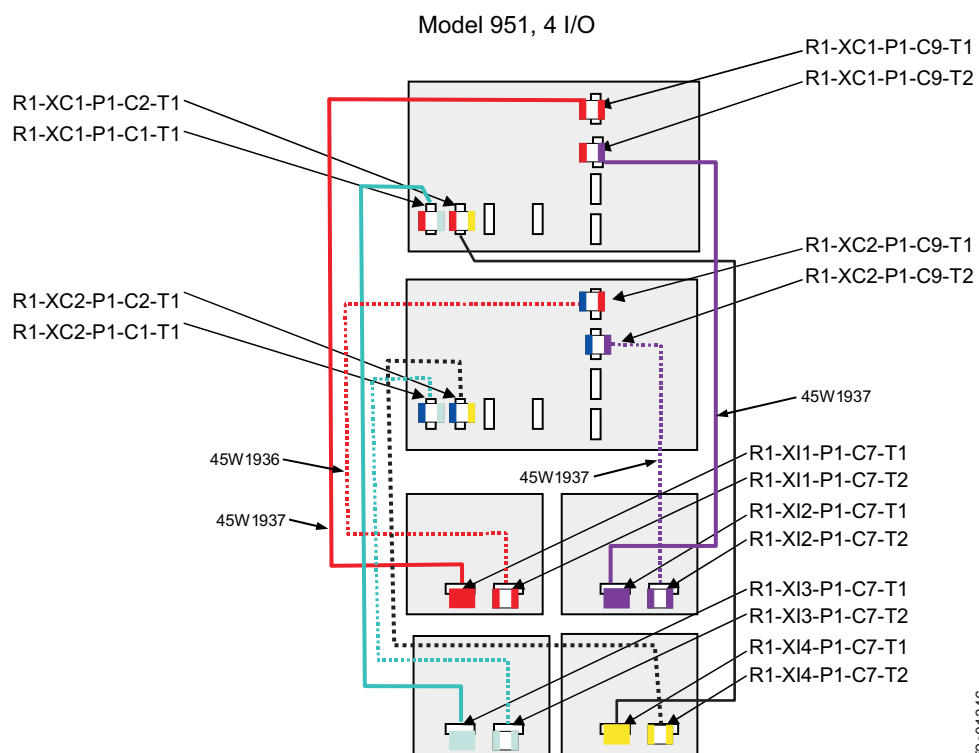 Model 951, 4 I/O
R1-XC1-P1-C9-T1
R1-XC1-P1-C9-T2
R1-XC1-P1-C2-T1
R1-XC1-P1-C1-T1
R1-XC2-P1-C9-T1
R1-XC2-P1-C9-T2
R1-XC2-P1-C2-T1
R1-XC2-P1-C1-T1
45W1937
45W1936
45W1937
45W1937
R1-XI1-P1-C7-T1
R1-XI1-P1-C7-T2
R1-XI2-P1-C7-T1
R1-XI2-P1-C7-T2
R1-XI3-P1-C7-T1
R1-XI3-P1-C7-T2
R1-XI4-P1-C7-T1
R1-XI4-P1-C7-T2